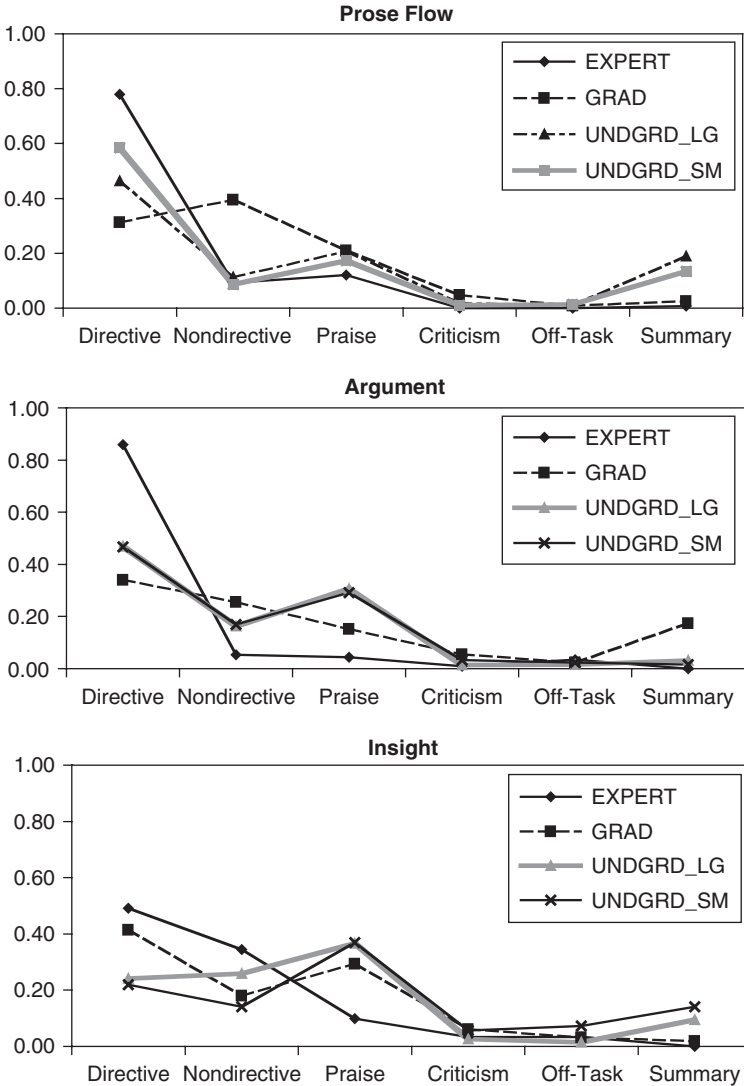 Prose Flow
1.00
0.80
0.60
0.40
0.20
0.00
EXPERT
GRAD
UNDGRD_LG
UNDGRD_SM
Directive Nondirective Praise Criticism Off-Task Summary
Argument
1.00
0.80
0.60
0.40
0.20
0.00
EXPERT
GRAD
UNDGRD_LG
UNDGRD_SM
Directive Nondirective Praise Criticism Off-Task Summary
Insight
1.00
0.80
0.60
0.40
0.20
0.00
EXPERT
GRAD
UNDGRD_LG
UNDGRD_SM
Directive Nondirective Praise Criticism Off-Task Summary